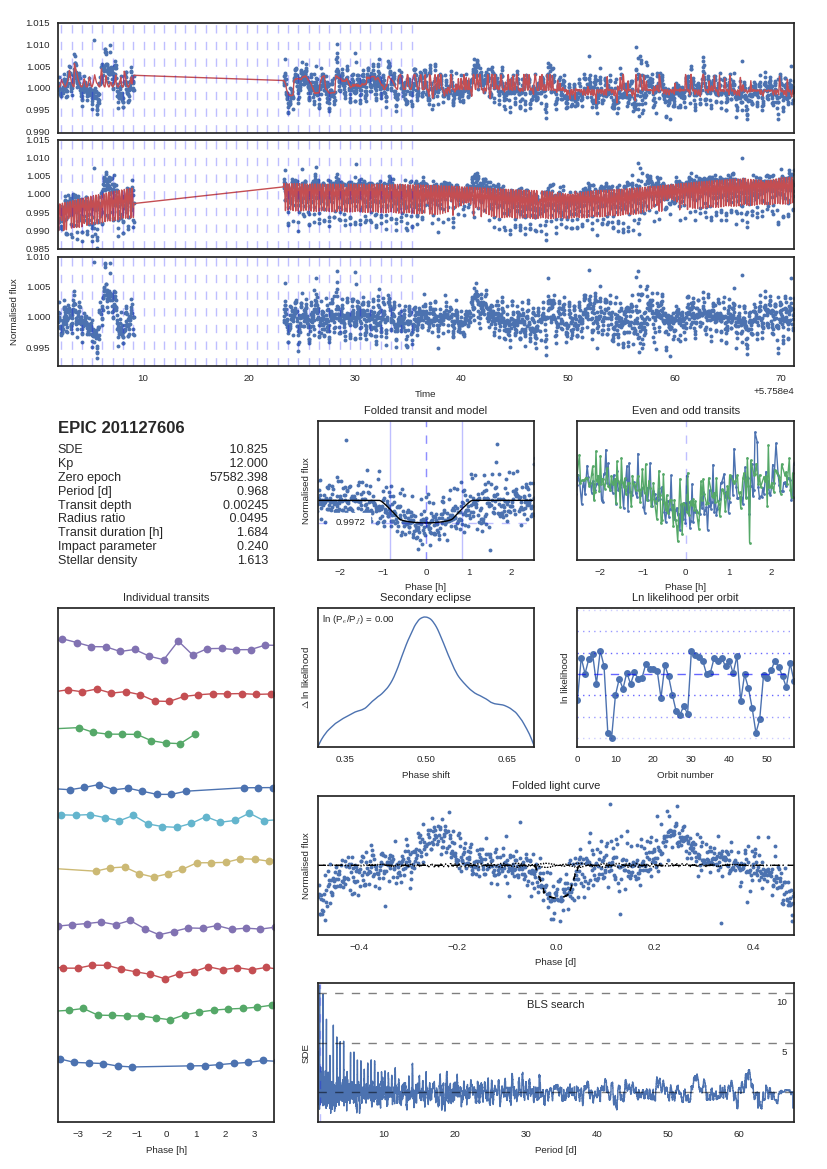 1.015
1.010
1.005
1.000
0.995
0.990
1.015
1.010
1.005
1.000
0.995
0.990
0.985
1.010
1.005
1.000
0.995
Normalised flux
10 20 30 40 50 60 70
Time
+5.758e4
EPIC 201127606
SDE 10.825
Kp 12.000
Zero epoch 57582.398
Period [d] 0.968
Transit depth 0.00245
Radius ratio 0.0495
Transit duration [h] 1.684
Impact parameter 0.240
Stellar density 1.613
Folded transit and model
Normalised flux
0.9972
−2 −1 0 1 2
Phase [h]
Even and odd transits
−2 −1 0 1 2
Phase [h]
Individual transits
−3 −2 −1 0 1 2 3
Phase [h]
Secondary eclipse
ln (Pₑ/P𝑓) = 0.00
Δ ln likelihood
0.35 0.50 0.65
Phase shift
Ln likelihood per orbit
ln likelihood
0 10 20 30 40 50
Orbit number
Folded light curve
Normalised flux
−0.4 −0.2 0.0 0.2 0.4
Phase [d]
BLS search
10
5
SDE
10 20 30 40 50 60
Period [d]